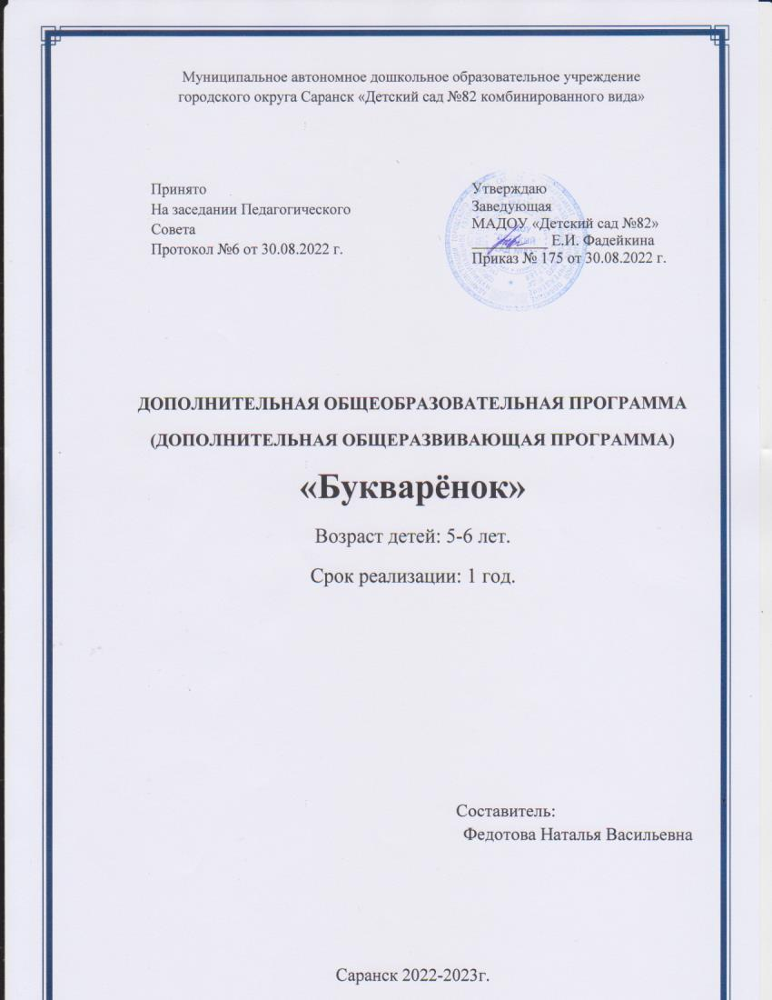 Муниципальное автономное дошкольное образовательное учреждение
городского округа Саранск «Детский сад №82 комбинированного вида»
Принято
На заседании Педагогического
Совета
Протокол №6 от 30.08.2022 г.
Утверждаю
Заведующая
МАДОУ «Детский сад №82»
__________ Е.И. Фадейкина
Приказ № 175 от 30.08.2022 г.
ДОПОЛНИТЕЛЬНАЯ ОБЩЕОБРАЗОВАТЕЛЬНАЯ ПРОГРАММА
(ДОПОЛНИТЕЛЬНАЯ ОБЩЕРАЗВИВАЮЩАЯ ПРОГРАММА)
«Букварёнок»
Возраст детей: 5-6 лет.
Срок реализации: 1 год.
Составитель:
Федотова Наталья Васильевна
Саранск 2022-2023г.